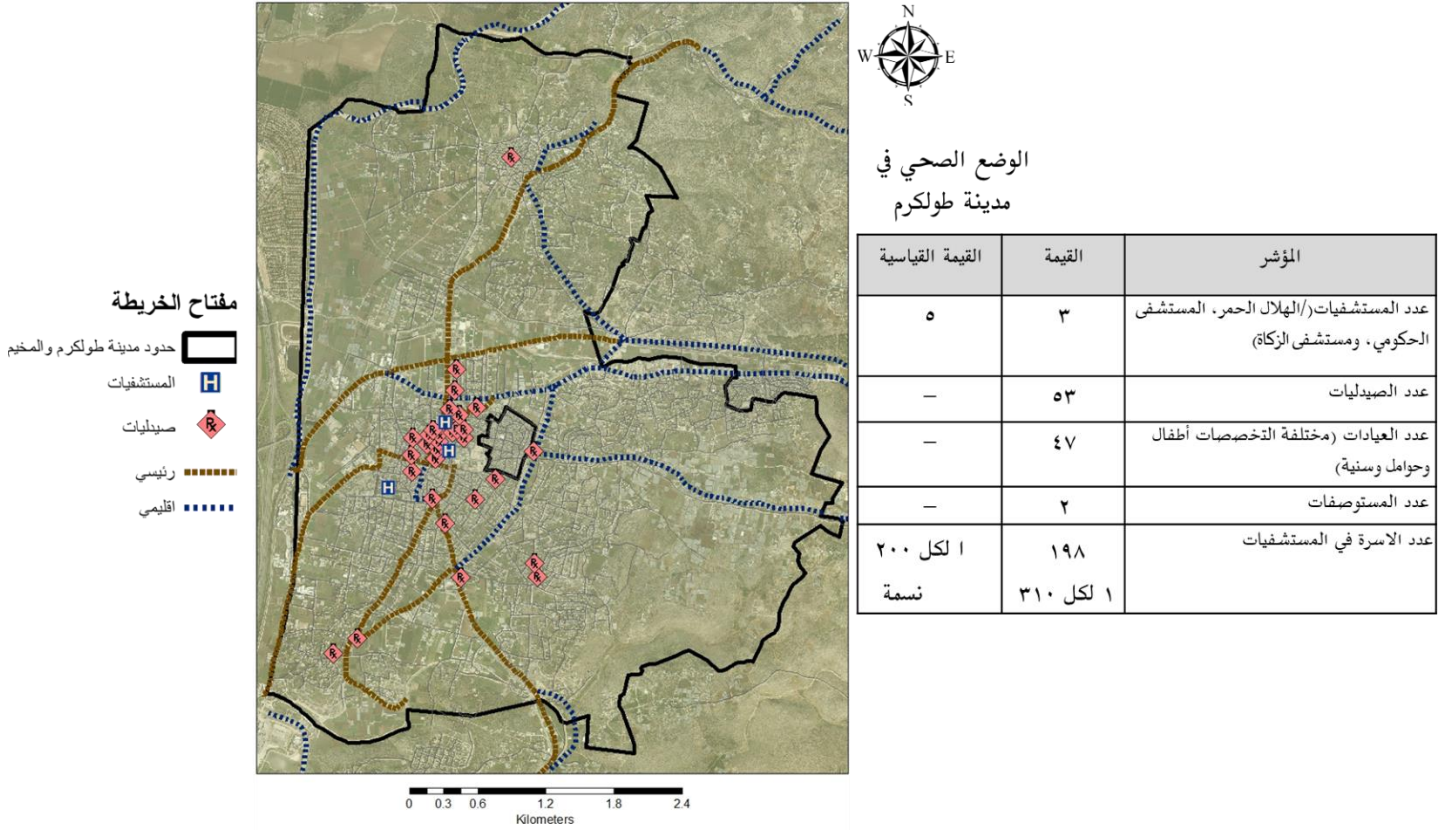 N
W
E
S
الوضع الصحي في
مدينة طولكرم
المؤشر
القيمة
القيمة القياسية
عدد المستشفيات(/الهلال الحمر، المستشفى
الحكومي، ومستشفى الزكاة)
٣
٥
عدد الصيدليات
٥٣
–
عدد العيادات (مختلفة التخصصات أطفال
وحوامل وسنية)
٤٧
–
عدد المستوصفات
٢
–
عدد الاسرة في المستشفيات
١٩٨
١ لكل ٣١٠
١ لكل ٢٠٠
نسمة
مفتاح الخريطة
حدود مدينة طولكرم والمخيم
H المستشفيات
صيدليات
رئيسي
اقليمي
0 0.3 0.6 1.2 1.8 2.4
Kilometers